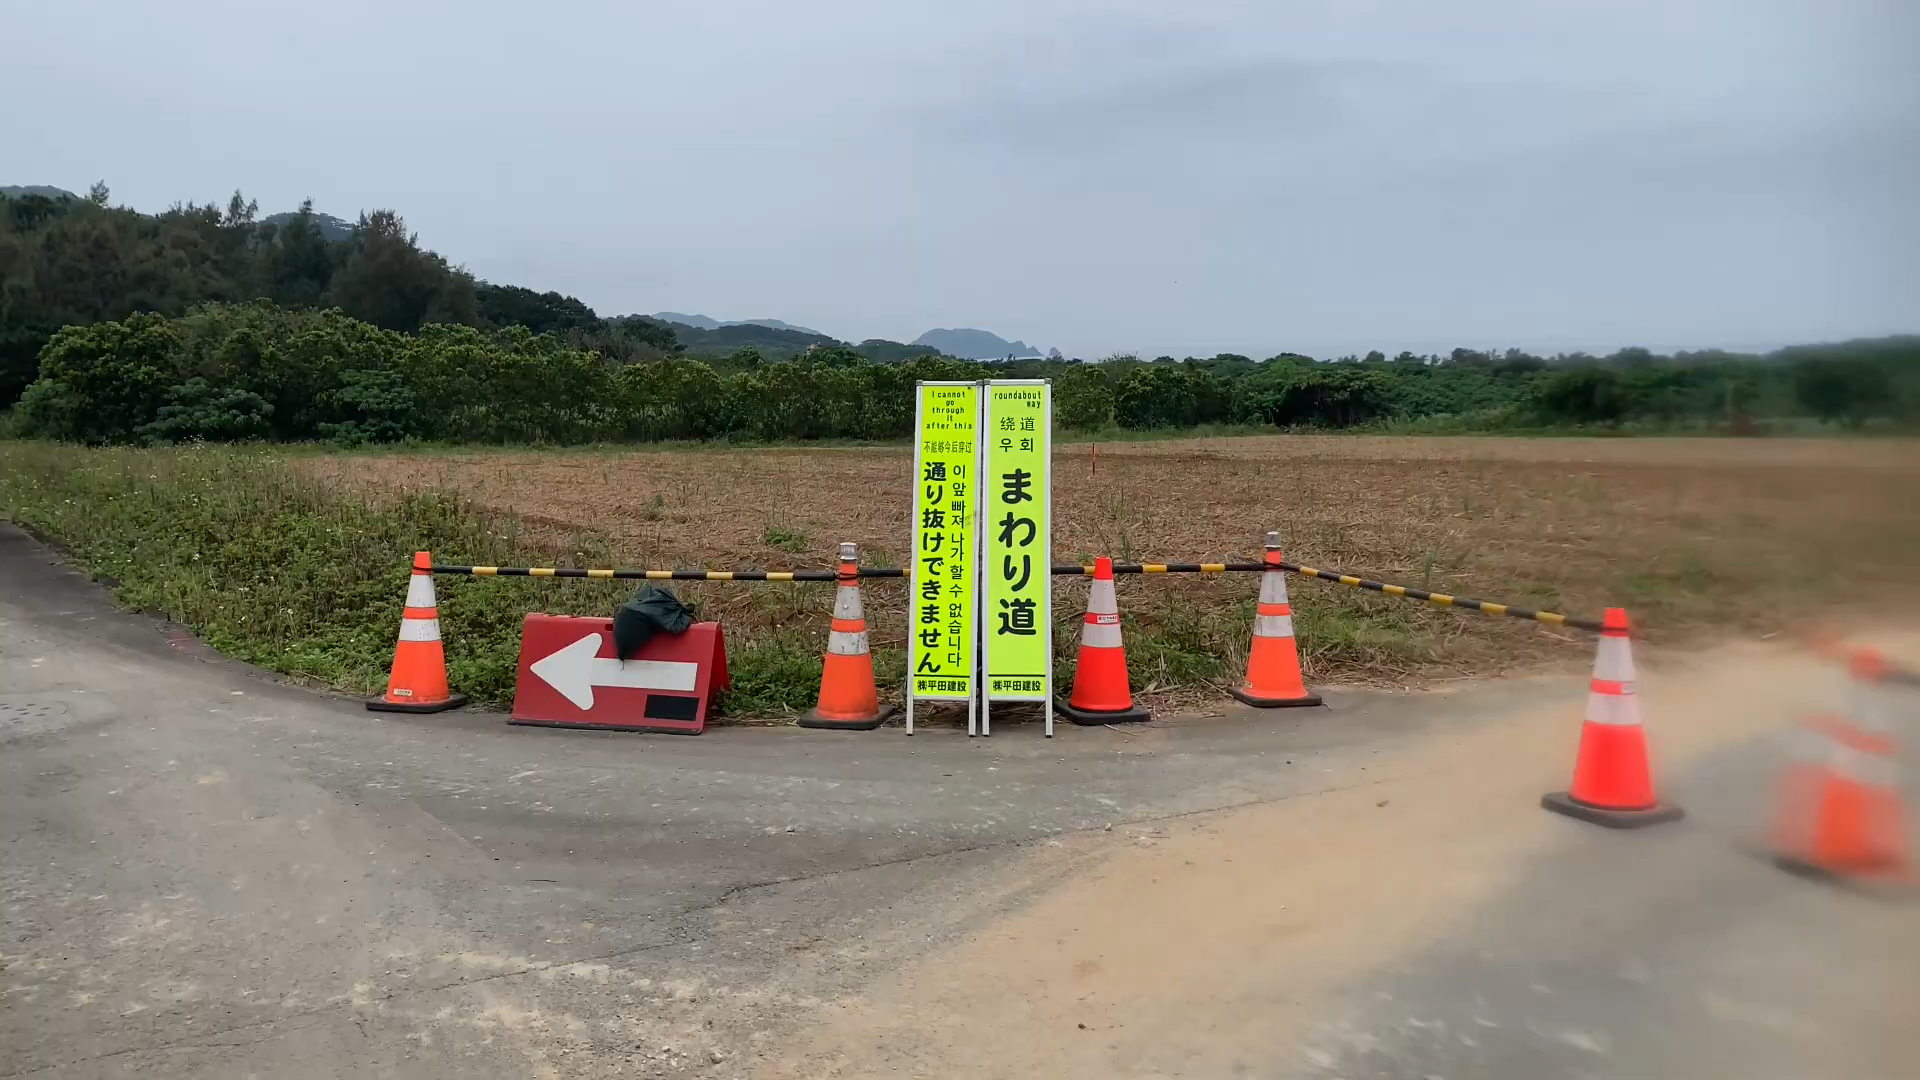 I cannot
go
through
it
after this
不能够今后穿过
通り抜けできません
이 앞 빠져 나가 할 수 없습니다
㈱平田建設
roundabout
way
绕道
우회
まわり道
㈱平田建設